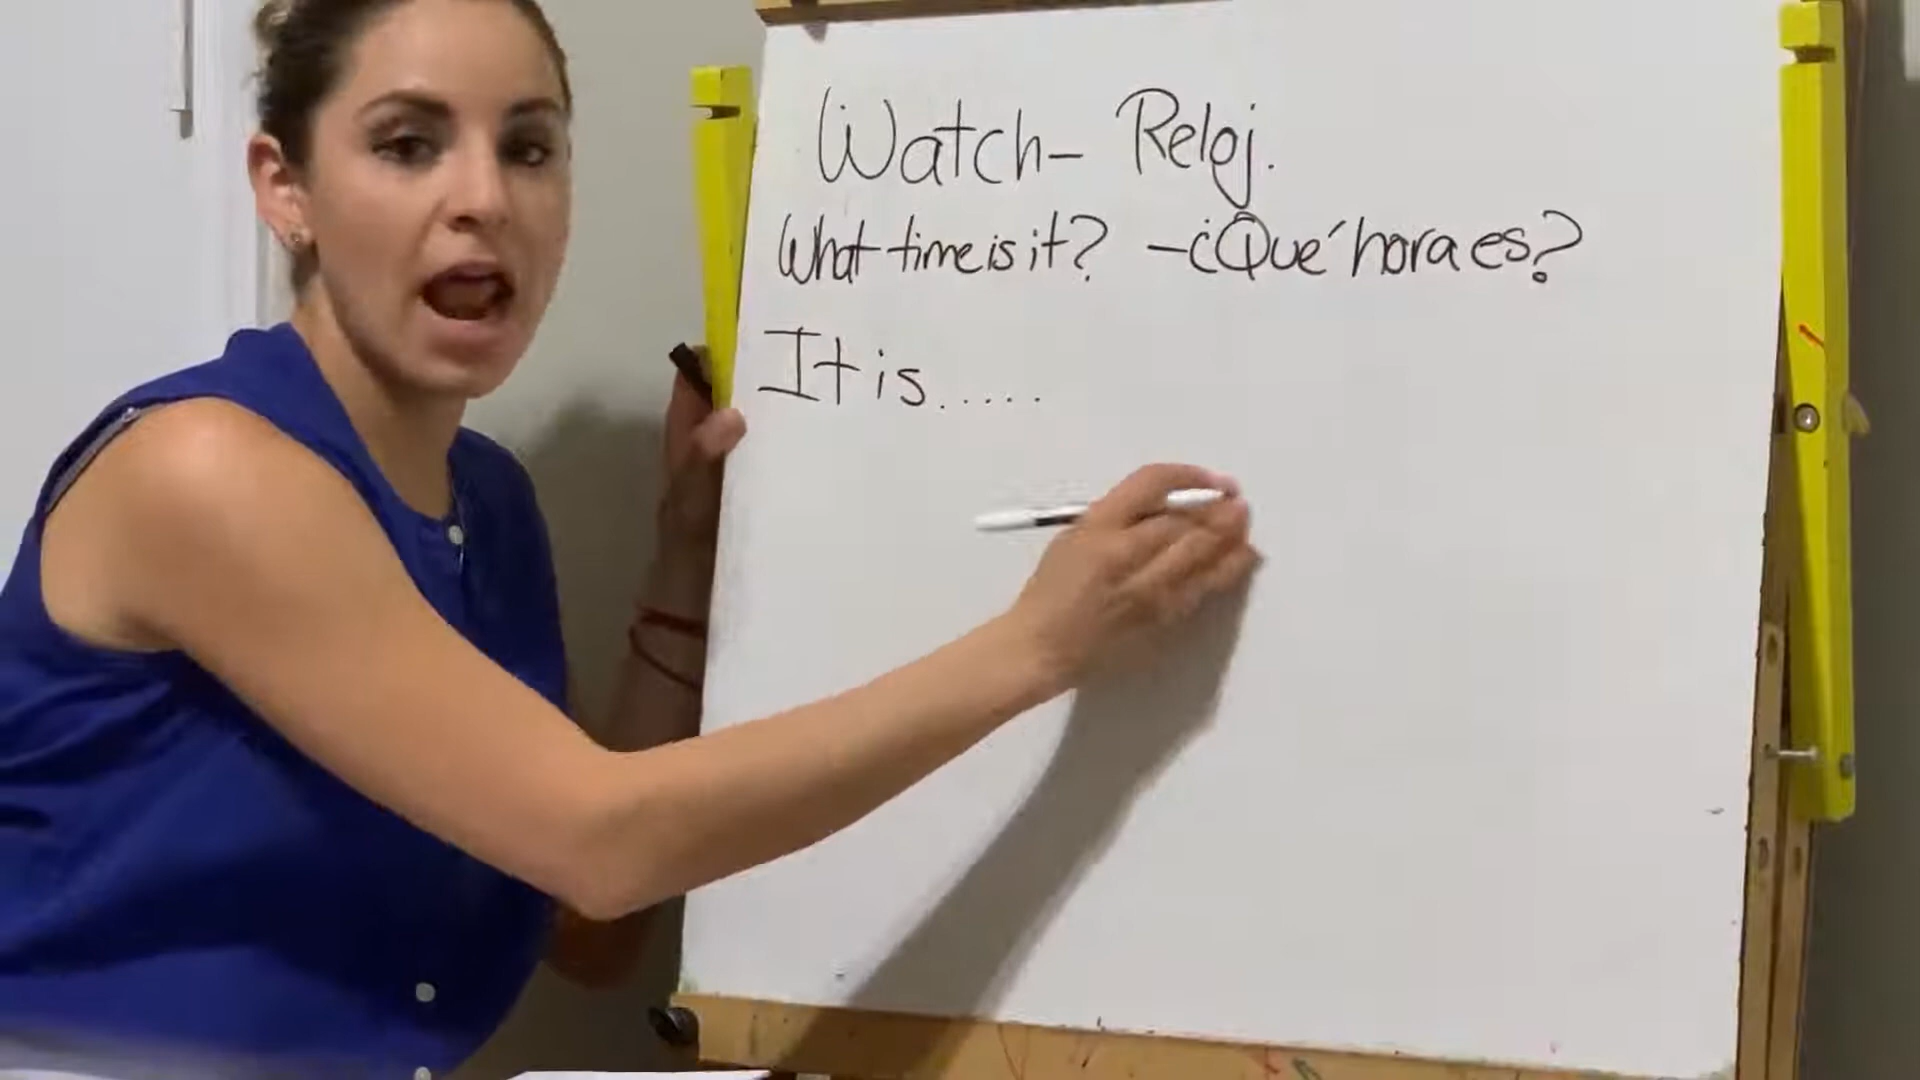 Watch- Reloj.
What time is it? -¿Qué hora es?
It is.....